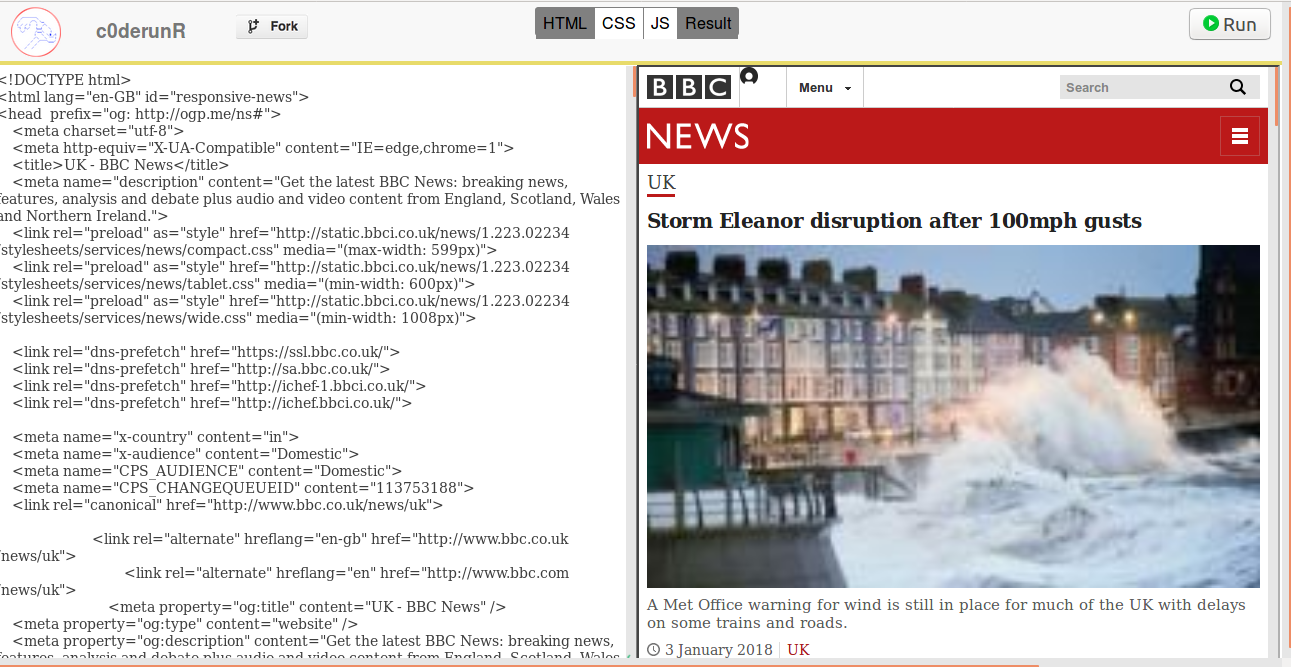 c0derunR
Fork
HTML CSS JS Result
Run
<!DOCTYPE html>
<html lang="en-GB" id="responsive-news">
<head  prefix="og: http://ogp.me/ns#">
    <meta charset="utf-8">
    <meta http-equiv="X-UA-Compatible" content="IE=edge,chrome=1">
    <title>UK - BBC News</title>
    <meta name="description" content="Get the latest BBC News: breaking news,
features, analysis and debate plus audio and video content from England, Scotland, Wales
and Northern Ireland.">
    <link rel="preload" as="style" href="http://static.bbci.co.uk/news/1.223.02234
/stylesheets/services/news/compact.css" media="(max-width: 599px)">
    <link rel="preload" as="style" href="http://static.bbci.co.uk/news/1.223.02234
/stylesheets/services/news/tablet.css" media="(min-width: 600px)">
    <link rel="preload" as="style" href="http://static.bbci.co.uk/news/1.223.02234
/stylesheets/services/news/wide.css" media="(min-width: 1008px)">
    <link rel="dns-prefetch" href="https://ssl.bbc.co.uk/">
    <link rel="dns-prefetch" href="http://sa.bbc.co.uk/">
    <link rel="dns-prefetch" href="http://ichef-1.bbci.co.uk/">
    <link rel="dns-prefetch" href="http://ichef.bbci.co.uk/">
    <meta name="x-country" content="in">
    <meta name="x-audience" content="Domestic">
    <meta name="CPS_AUDIENCE" content="Domestic">
    <meta name="CPS_CHANGEQUEUEID" content="113753188">
    <link rel="canonical" href="http://www.bbc.co.uk/news/uk">
    <link rel="alternate" hreflang="en-gb" href="http://www.bbc.co.uk
/news/uk">
    <link rel="alternate" hreflang="en" href="http://www.bbc.com
/news/uk">
    <meta property="og:title" content="UK - BBC News" />
    <meta property="og:type" content="website" />
    <meta property="og:description" content="Get the latest BBC News: breaking news,
features, analysis and debate plus audio and video content from England, Scotland, Wales
BBC
Menu
Search
NEWS
UK
Storm Eleanor disruption after 100mph gusts
A Met Office warning for wind is still in place for much of the UK with delays
on some trains and roads.
3 January 2018 UK